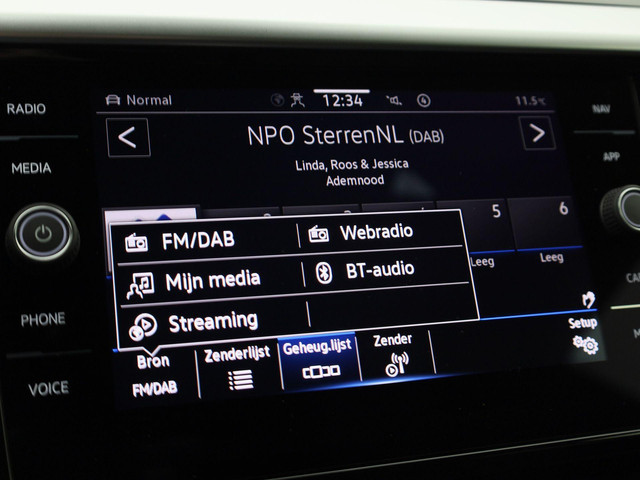 RADIO
MEDIA
PHONE
VOICE
Normal
12:34
4
11.5°C
< NPO SterrenNL (DAB) >
Linda, Roos & Jessica
Ademnood
5
6
Leeg
Leeg
FM/DAB
Webradio
Mijn media
BT-audio
Streaming
Bron
FM/DAB
Zenderlijst
Geheug.lijst
Zender
Setup
NAV
APP